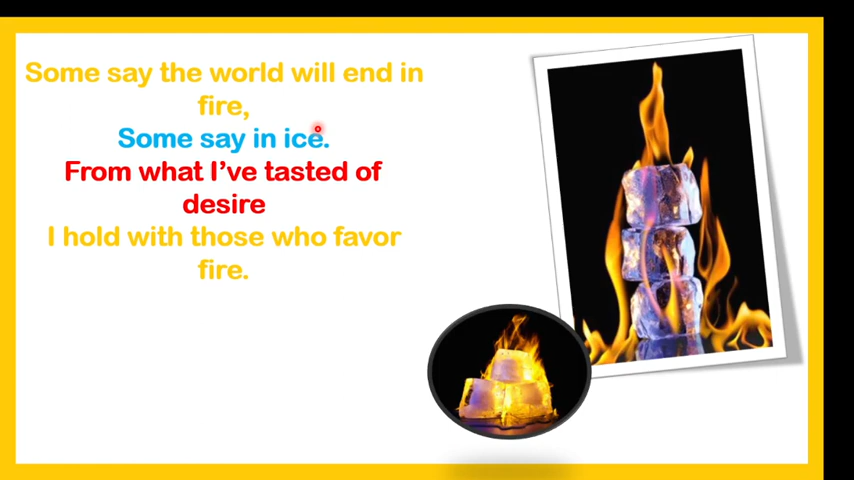 Some say the world will end in
fire,
Some say in ice.
From what I've tasted of
desire
I hold with those who favor
fire.